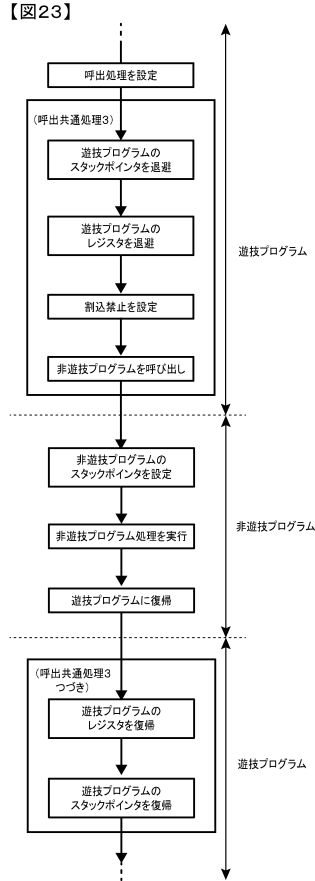 【図23】
呼出処理を設定
（呼出共通処理3）
遊技プログラムの
スタックポインタを退避
遊技プログラムの
レジスタを退避
遊技プログラム
割込禁止を設定
非遊技プログラムを呼び出し
非遊技プログラムの
スタックポインタを設定
非遊技プログラム
非遊技プログラム処理を実行
遊技プログラムに復帰
（呼出共通処理3
つづき）
遊技プログラムの
レジスタを復帰
遊技プログラム
遊技プログラムの
スタックポインタを復帰